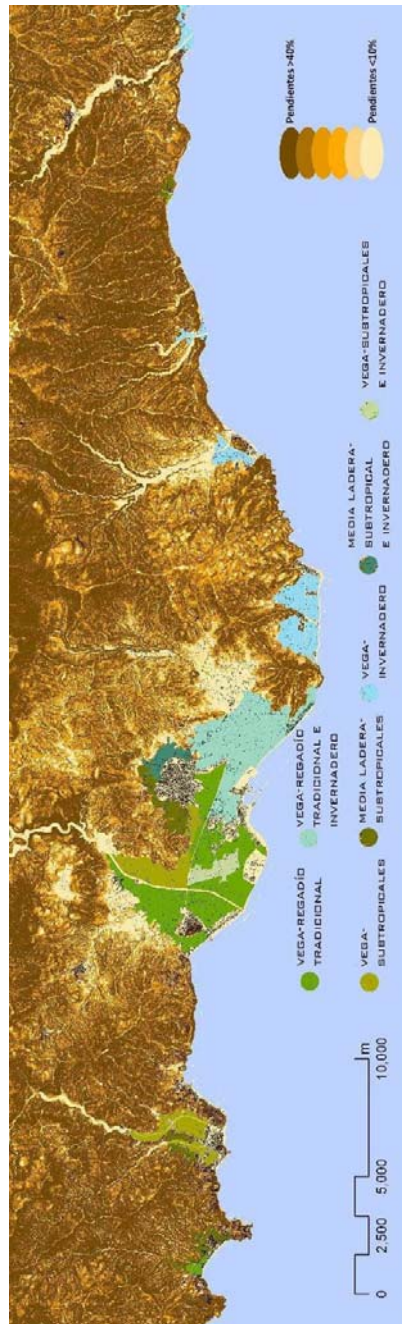 VEGA-REGADÍO
TRADICIONAL
VEGA-
SUBTROPICALES
VEGA-REGADÍO
TRADICIONAL E
INVERNADERO
MEDIA LADERA-
SUBTROPICALES
VEGA-
INVERNADERO
MEDIA LADERA-
SUBTROPICAL
E INVERNADERO
VEGA-SUBTROPICALES
E INVERNADERO
Pendientes >40%
Pendientes <10%
0 2,500 5,000 10,000
m